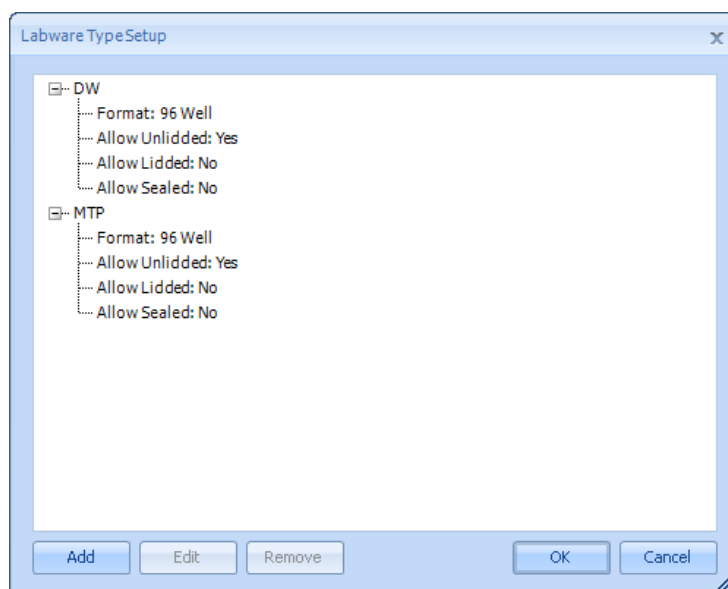 Labware Type Setup
DW
Format: 96 Well
Allow Unlidded: Yes
Allow Lidded: No
Allow Sealed: No
MTP
Format: 96 Well
Allow Unlidded: Yes
Allow Lidded: No
Allow Sealed: No
Add Edit Remove OK Cancel